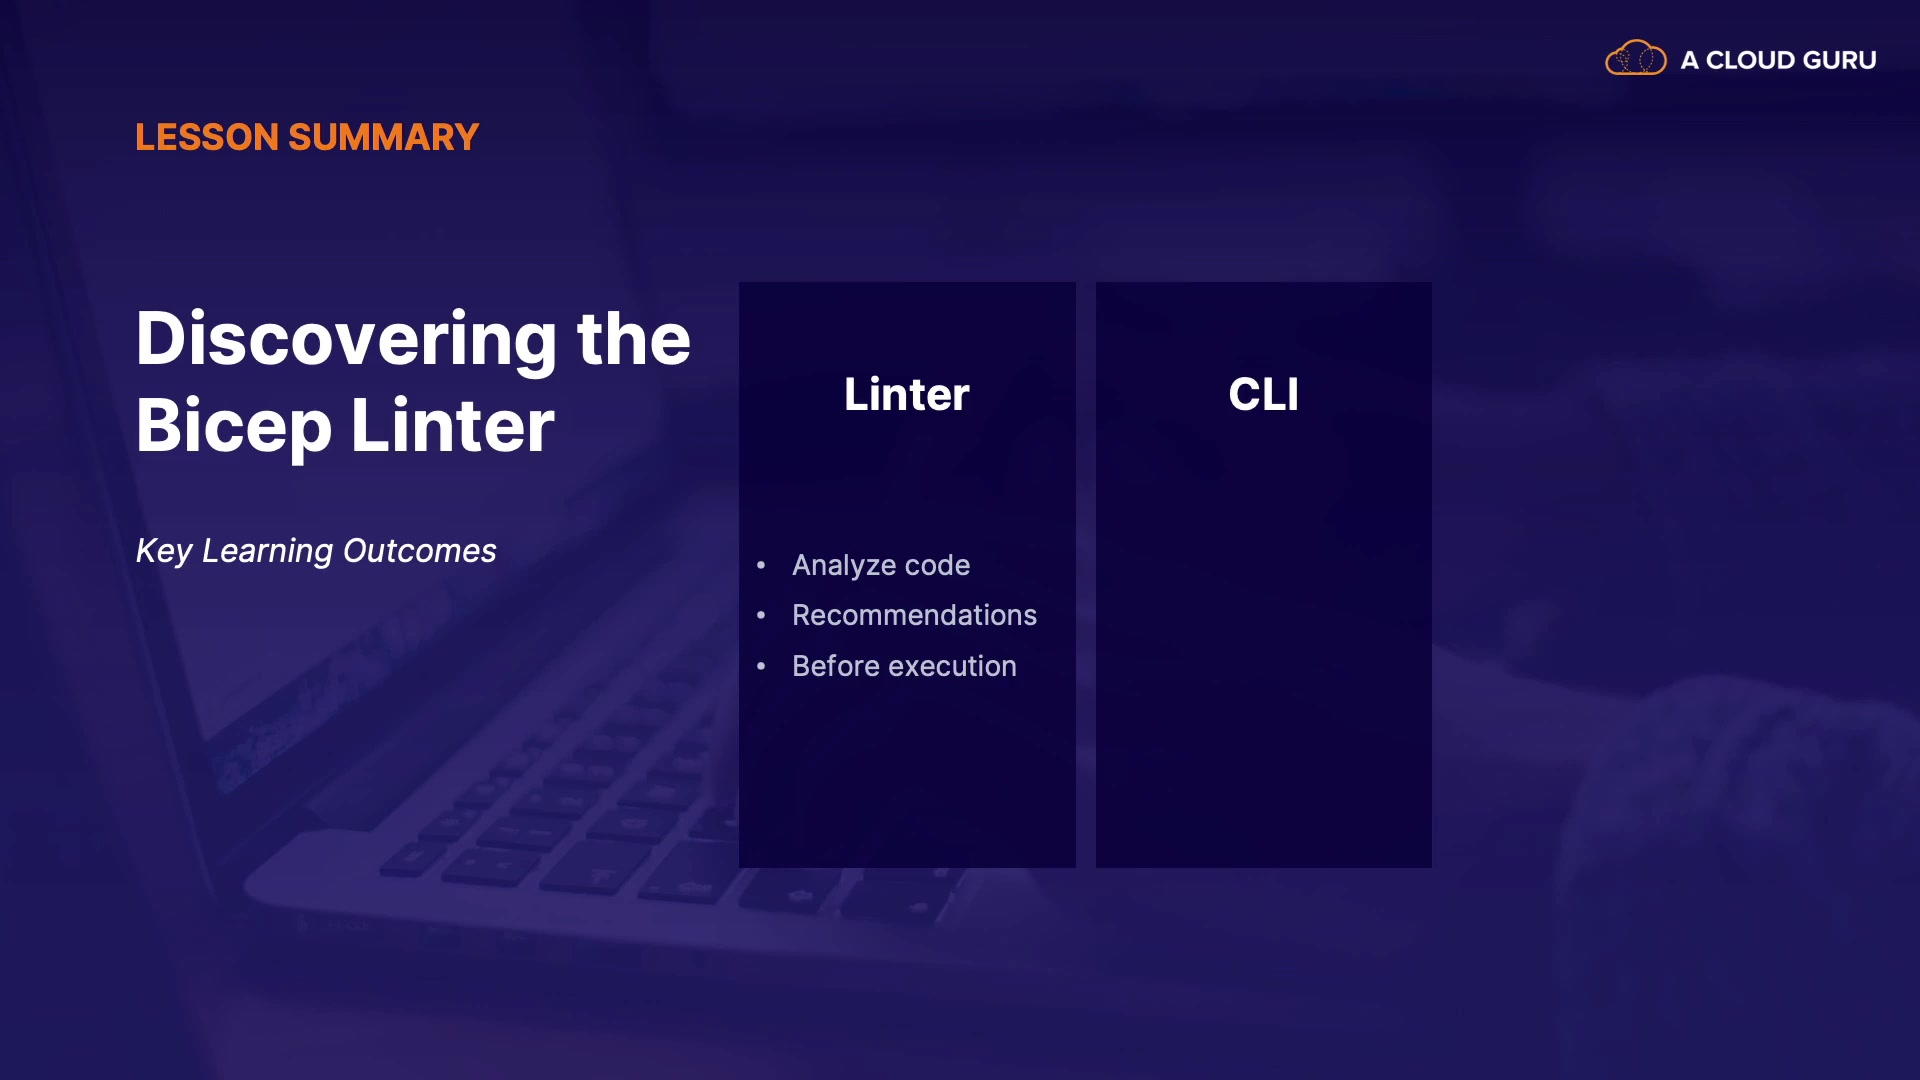 A CLOUD GURU
LESSON SUMMARY
Discovering the
Bicep Linter
Key Learning Outcomes
Linter
• Analyze code
• Recommendations
• Before execution
CLI